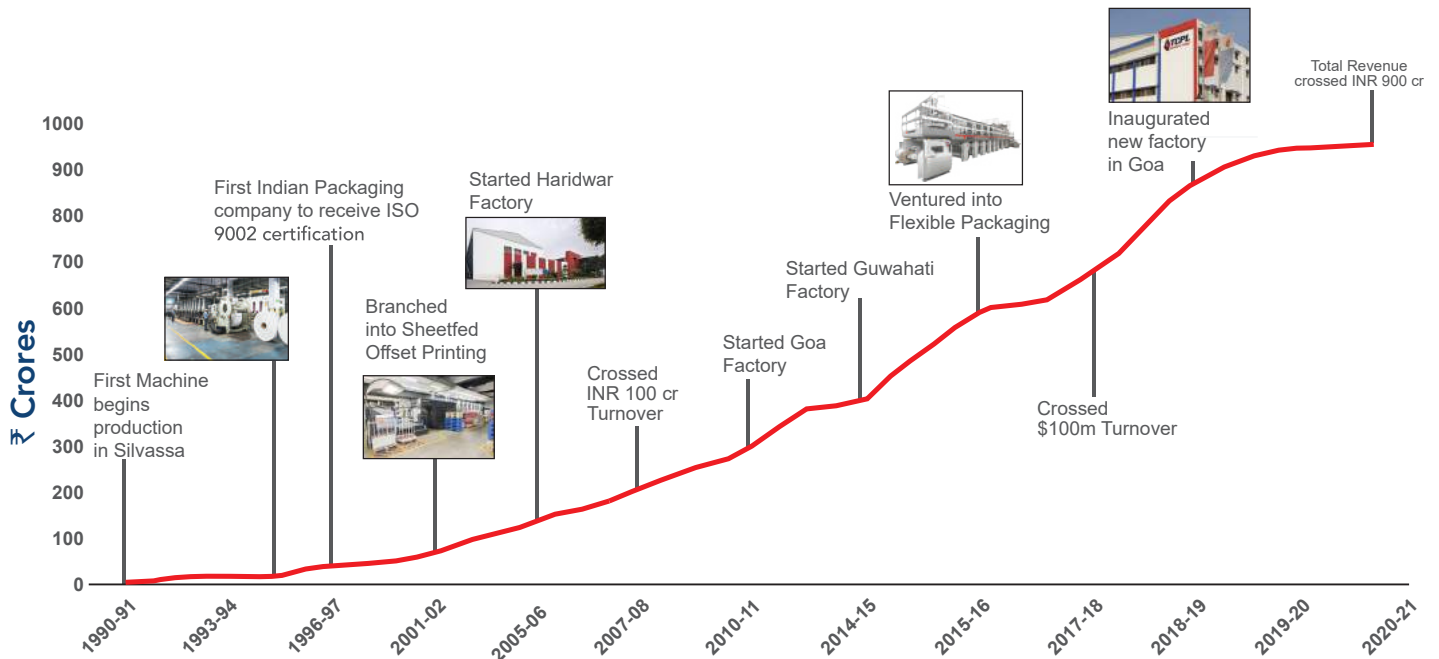 TCPL
Total Revenue
crossed INR 900 cr
Inaugurated
new factory
in Goa
Ventured into
Flexible Packaging
Started Haridwar
Factory
First Indian Packaging
company to receive ISO
9002 certification
Started Guwahati
Factory
Branched
into Sheetfed
Offset Printing
Started Goa
Factory
Crossed
INR 100 cr
Turnover
First Machine
begins
production
in Silvassa
Crossed
$100m Turnover
₹ Crores
1000
900
800
700
600
500
400
300
200
100
0
1990-91
1993-94
1996-97
2001-02
2005-06
2007-08
2010-11
2014-15
2015-16
2017-18
2018-19
2019-20
2020-21